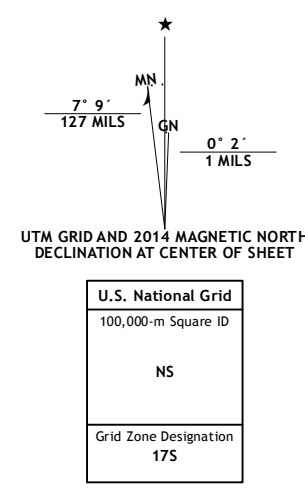 MN
7° 9´
127 MILS
GN
0° 2´
1 MILS
UTM GRID AND 2014 MAGNETIC NORTH
DECLINATION AT CENTER OF SHEET
U.S. National Grid
100,000-m Square ID
NS
Grid Zone Designation
17S